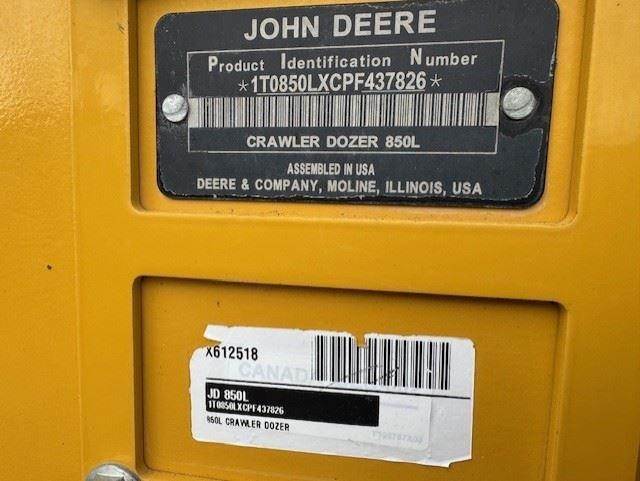 JOHN DEERE
Product Identification Number
*1T0850LXCPF437826*
CRAWLER DOZER 850L
ASSEMBLED IN USA
DEERE & COMPANY, MOLINE, ILLINOIS, USA
X612518
CANAD
JD 850L
1T0850LXCPF437826
850L CRAWLER DOZER